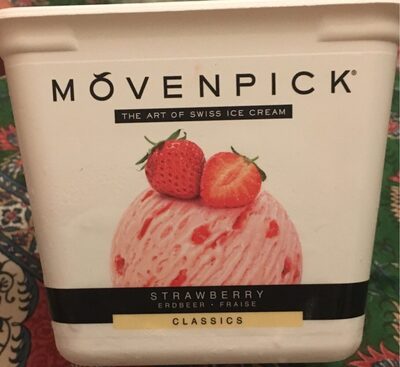 MÖVENPICK®
THE ART OF SWISS ICE CREAM
STRAWBERRY
ERDBEER · FRAISE
CLASSICS